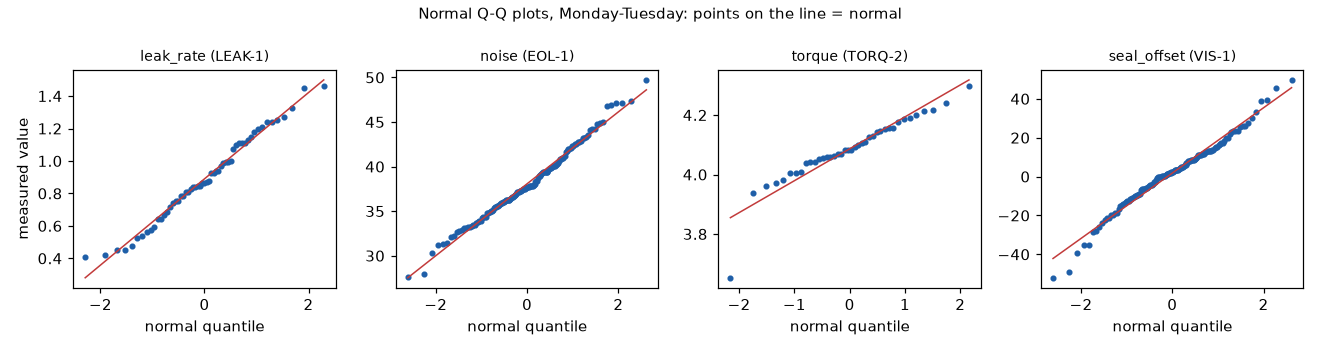 Normal Q-Q plots, Monday-Tuesday: points on the line = normal
leak_rate (LEAK-1)
noise (EOL-1)
torque (TORQ-2)
seal_offset (VIS-1)
measured value
1.4
1.2
1.0
0.8
0.6
0.4
−2 0 2
normal quantile
50
45
40
35
30
−2 0 2
normal quantile
4.2
4.0
3.8
−2 −1 0 1 2
normal quantile
40
20
0
−20
−40
−2 0 2
normal quantile